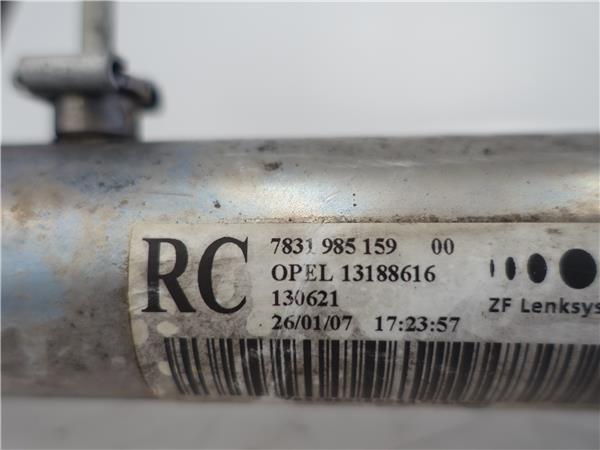 RC
7831 985 159 00
OPEL 13188616
130621
26/01/07 17:23:57
ZF Lenksys